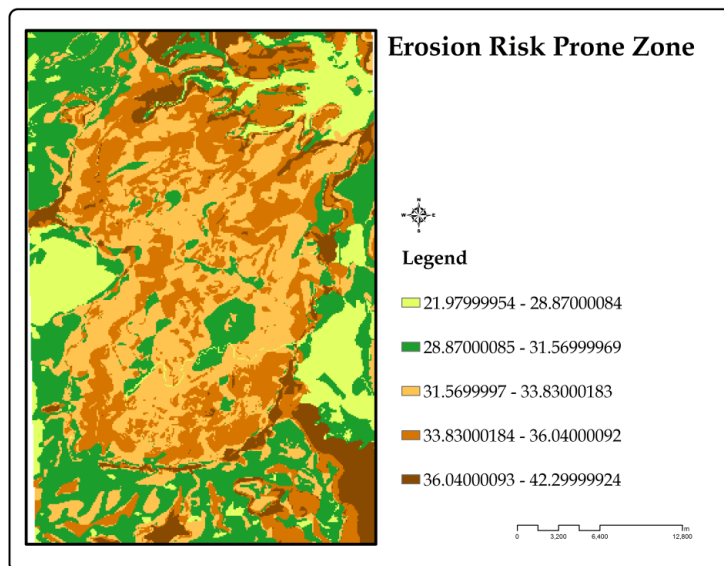 Erosion Risk Prone Zone
N
W E
S
Legend
21.97999954 - 28.87000084
28.87000085 - 31.56999969
31.5699997 - 33.83000183
33.83000184 - 36.04000092
36.04000093 - 42.29999924
m
0 3,200 6,400 12,800